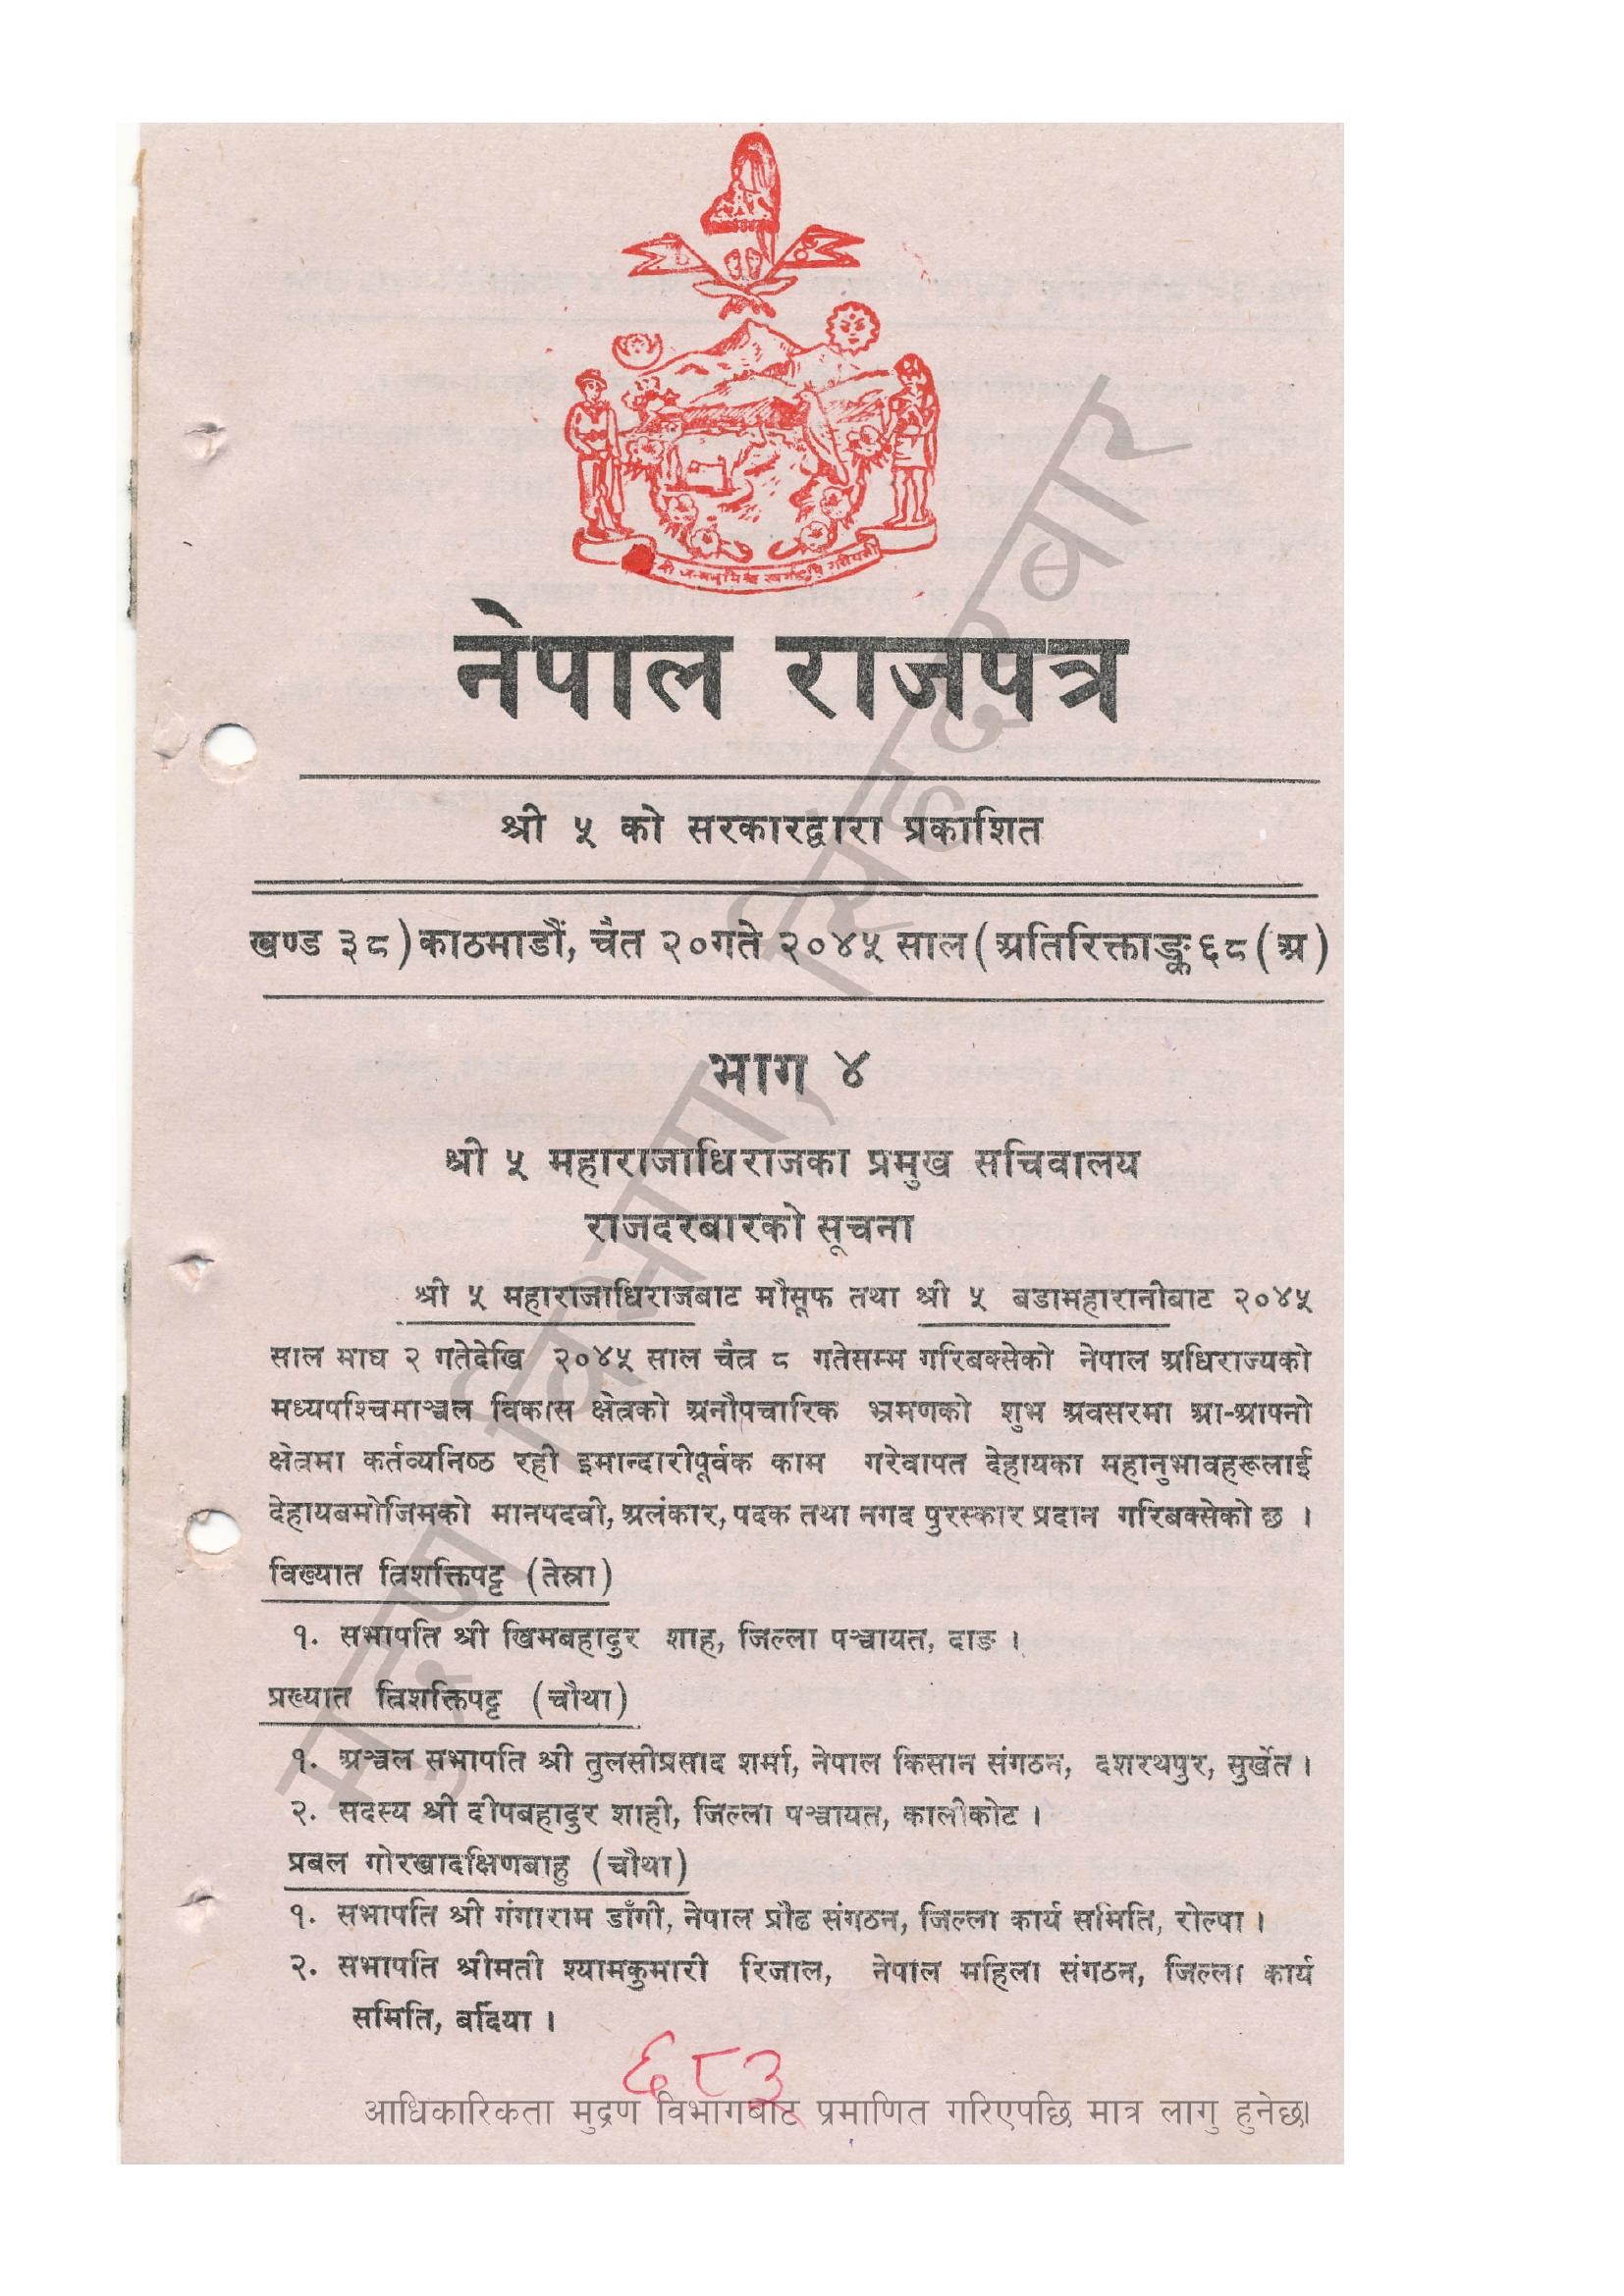 नेपाल राजपत्र
श्री ५ को सरकारद्वारा प्रकाशित
खण्ड ३८) काठमाडौं, चैत २० गते २०४५ साल (अतिरिक्ताङ्क ६८ (अ)
भाग ४
श्री ५ महाराजाधिराजका प्रमुख सचिवालय
राजदरबारको सूचना
श्री ५ महाराजाधिराजबाट मौसूफ तथा श्री ५ बडामहारानीबाट २०४५
साल माघ २ गतेदेखि २०४५ साल चैत्र ८ गतेसम्म गरिबक्सेको नेपाल अधिराज्यको
मध्यपश्चिमाञ्चल विकास क्षेत्रको अनौपचारिक भ्रमणको शुभ अवसरमा आ-आफ्नो
क्षेत्रमा कर्तव्यनिष्ठ रही इमान्दारीपूर्वक काम गरेवापत देहायका महानुभावहरूलाई
देहायबमोजिमको मानपदवी, अलंकार, पदक तथा नगद पुरस्कार प्रदान गरिबक्सेको छ ।
विख्यात त्रिशक्तिपट्ट (तेस्रा)
१. सभापति श्री खिमबहादुर शाह, जिल्ला पञ्चायत, दाङ ।
प्रख्यात त्रिशक्तिपट्ट (चौथा)
१. अञ्चल सभापति श्री तुलसीप्रसाद शर्मा, नेपाल किसान संगठन, दशरथपुर, सुर्खेत ।
२. सदस्य श्री दीपबहादुर शाही, जिल्ला पञ्चायत, कालीकोट ।
प्रबल गोरखादक्षिणबाहु (चौथा)
१. सभापति श्री गंगाराम डाँगी, नेपाल प्रौढ संगठन, जिल्ला कार्य समिति, रोल्पा ।
२. सभापति श्रीमती श्यामकुमारी रिजाल, नेपाल महिला संगठन, जिल्ला कार्य
समिति, बर्दिया ।
६८३
आधिकारिकता मुद्रण विभागबाट प्रमाणित गरिएपछि मात्र लागु हुनेछ।
मुद्रण विभाग, सिंहदरबार